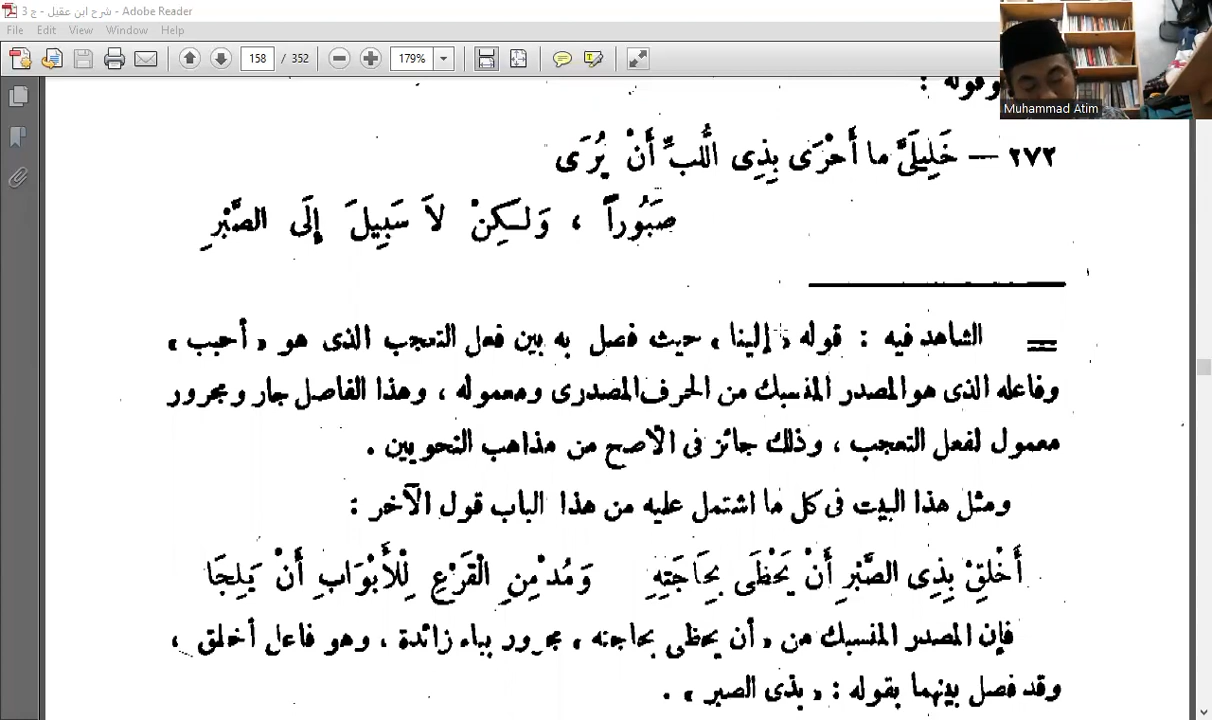 شرح ابن عقيل - ج 3 - Adobe Reader
File Edit View Window Help
158 / 352 179%
Muhammad Atim
وقوله :
٢٧٢ — خَلِيلَىَّ ما أَحْرَى بِذِى اللُّبِّ أَنْ يُرَى
صَبُوراً ، وَلٰكِنْ لاَ سَبِيلَ إِلَى الصَّبْرِ
= الشاهد فيه : قوله « إلينا » حيث فصل به بين فعل التعجب الذى هو « أحبب »
وفاعله الذى هو المصدر المنسبك من الحرف المصدرى ومعموله ، وهذا الفاصل جار ومجرور
معمول لفعل التعجب ، وذلك جائز فى الأصح من مذاهب النحويين .
ومثل هذا البيت فى كل ما اشتمل عليه من هذا الباب قول الآخر :
أَخْلِقْ بِذِى الصَّبْرِ أَنْ يَحْظَى بِحَاجَتِهِ وَمُدْمِنِ الْقَرْعِ لِلْأَبْوَابِ أَنْ يَلِجَا
فإن المصدر المنسبك من « أن يحظى بحاجته » مجرور بباء زائدة ، وهو فاعل أخلق ،
وقد فصل بينهما بقوله : « بذى الصبر » .